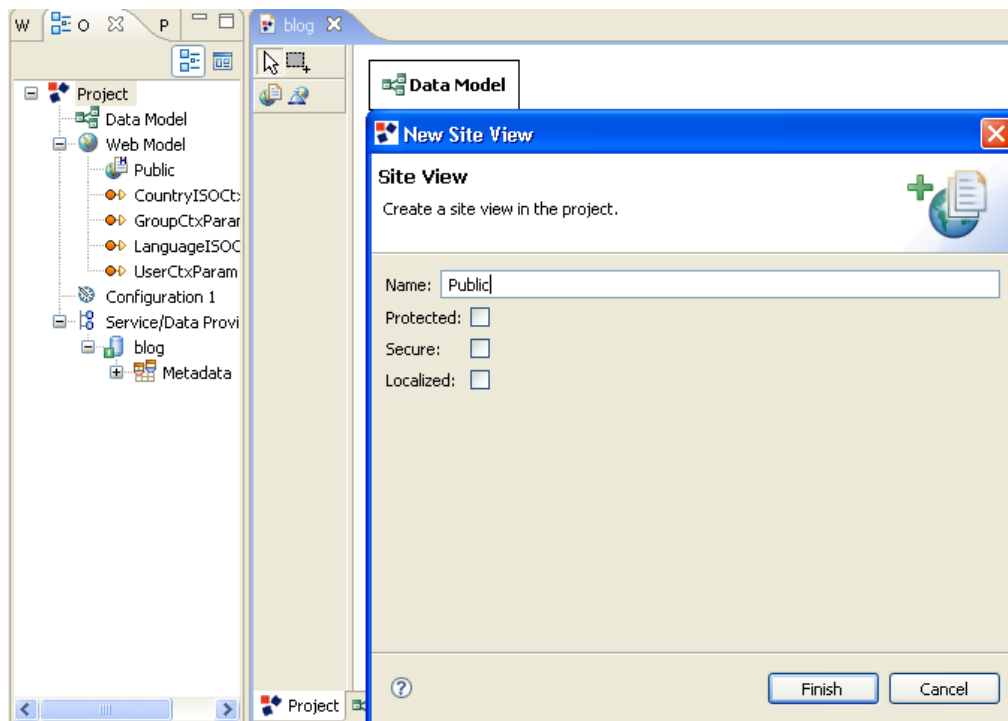 W
O
P
blog
Project
Data Model
Web Model
Public
CountryISOCt
GroupCtxParar
LanguageISOC
UserCtxParam
Configuration 1
Service/Data Provi
blog
Metadata
Data Model
New Site View
Site View
Create a site view in the project.
Name: Public
Protected:
Secure:
Localized:
? Finish Cancel
Project